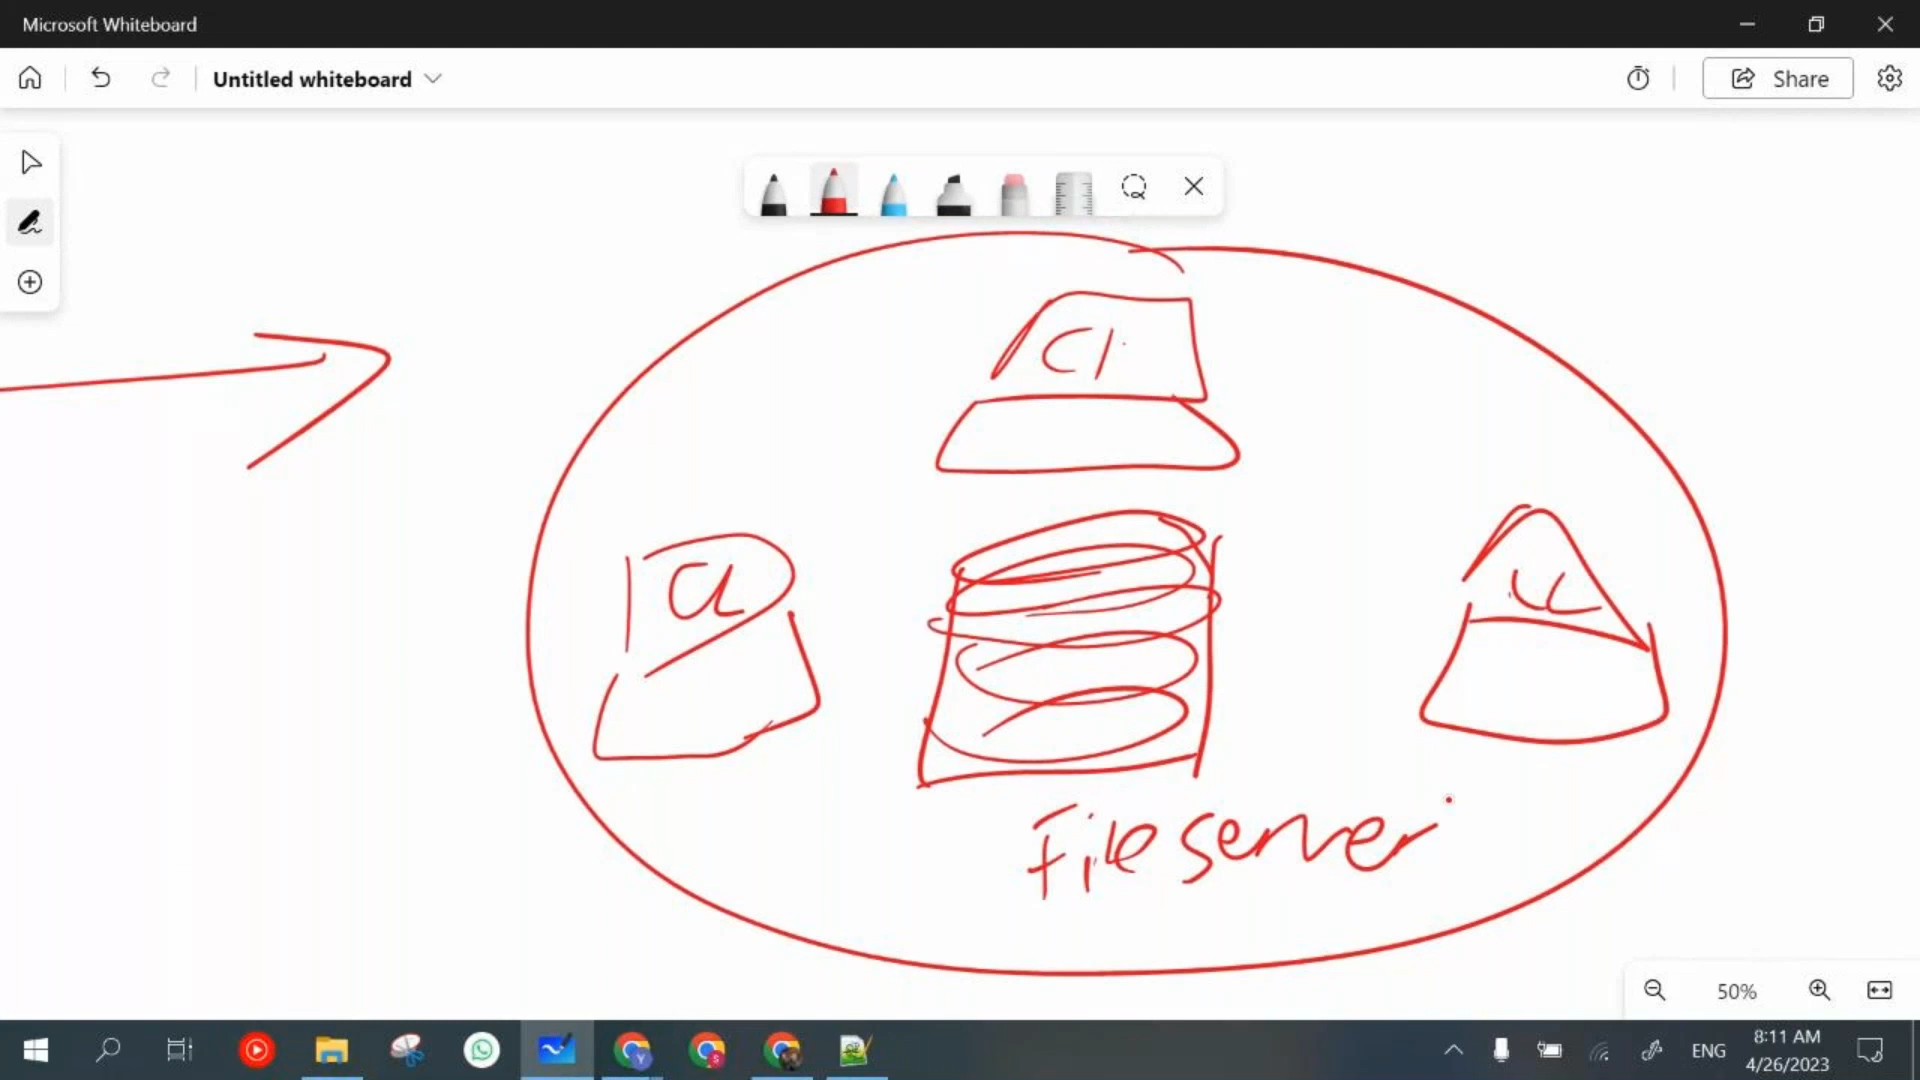 Microsoft Whiteboard
Untitled whiteboard
Share
Cl
Cl
Cl
File server
50%
ENG
8:11 AM
4/26/2023